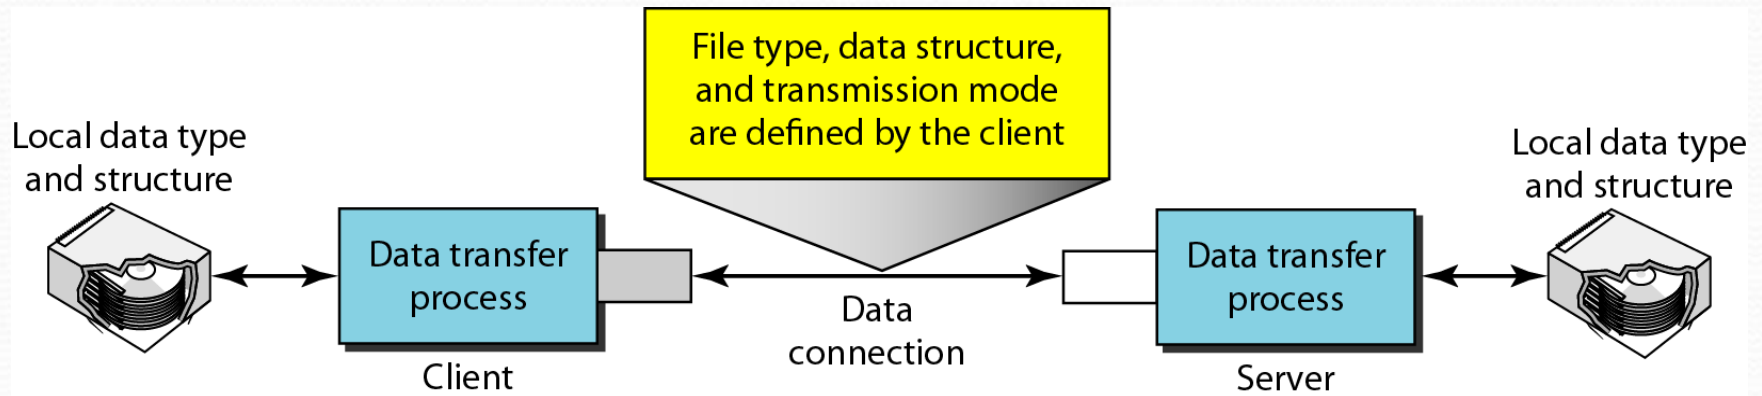 File type, data structure,
and transmission mode
are defined by the client
Local data type
and structure
Local data type
and structure
Data transfer
process
Data transfer
process
Data
connection
Client
Server